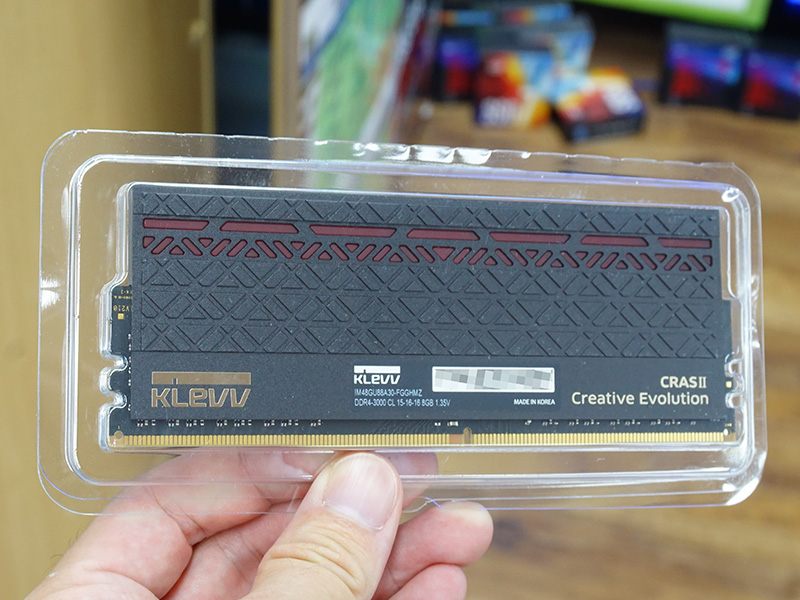 KLEVV
KLEVV
IM48GU88A30-FGGHMZ
DDR4-3000 CL 15-16-16 8GB 1.35V
MADE IN KOREA
CRAS II
Creative Evolution